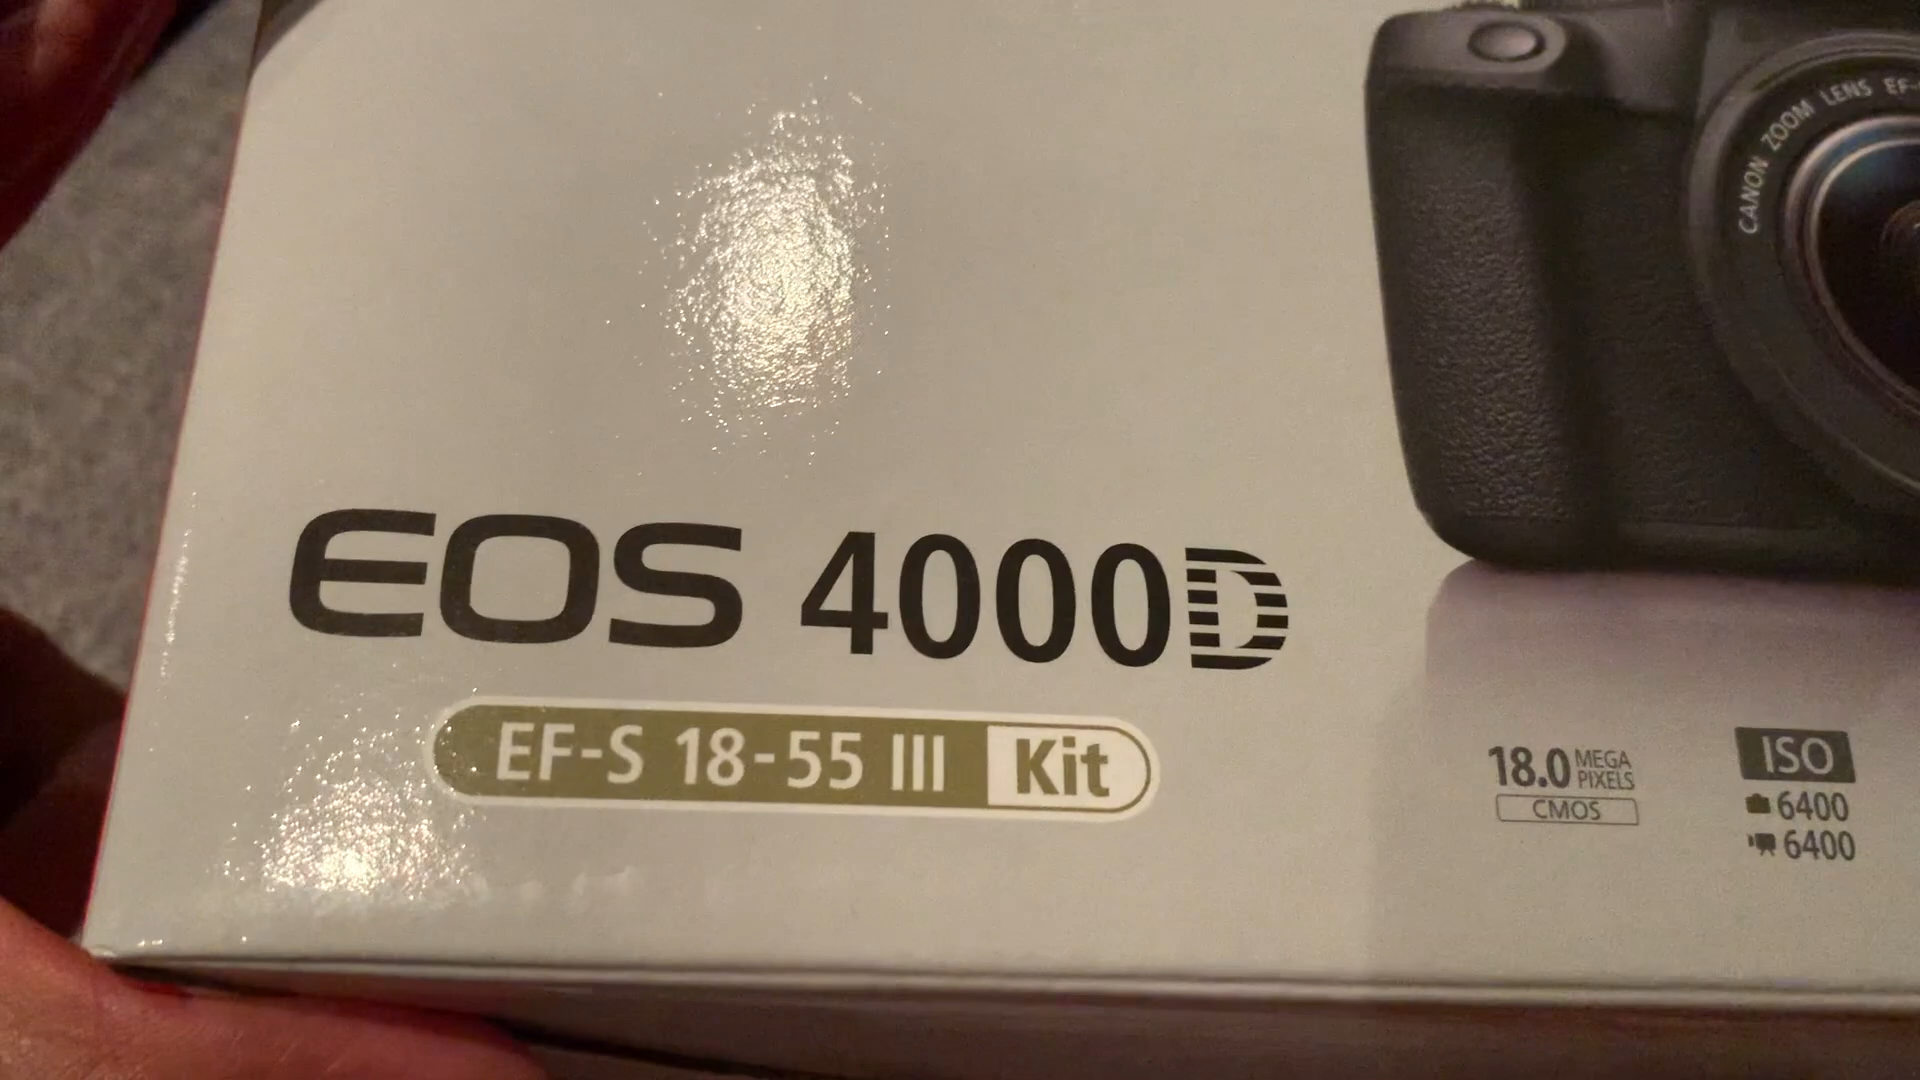 CANON ZOOM LENS EF-
EOS 4000D
EF-S 18-55 III Kit
18.0 MEGA PIXELS
CMOS
ISO
6400
6400